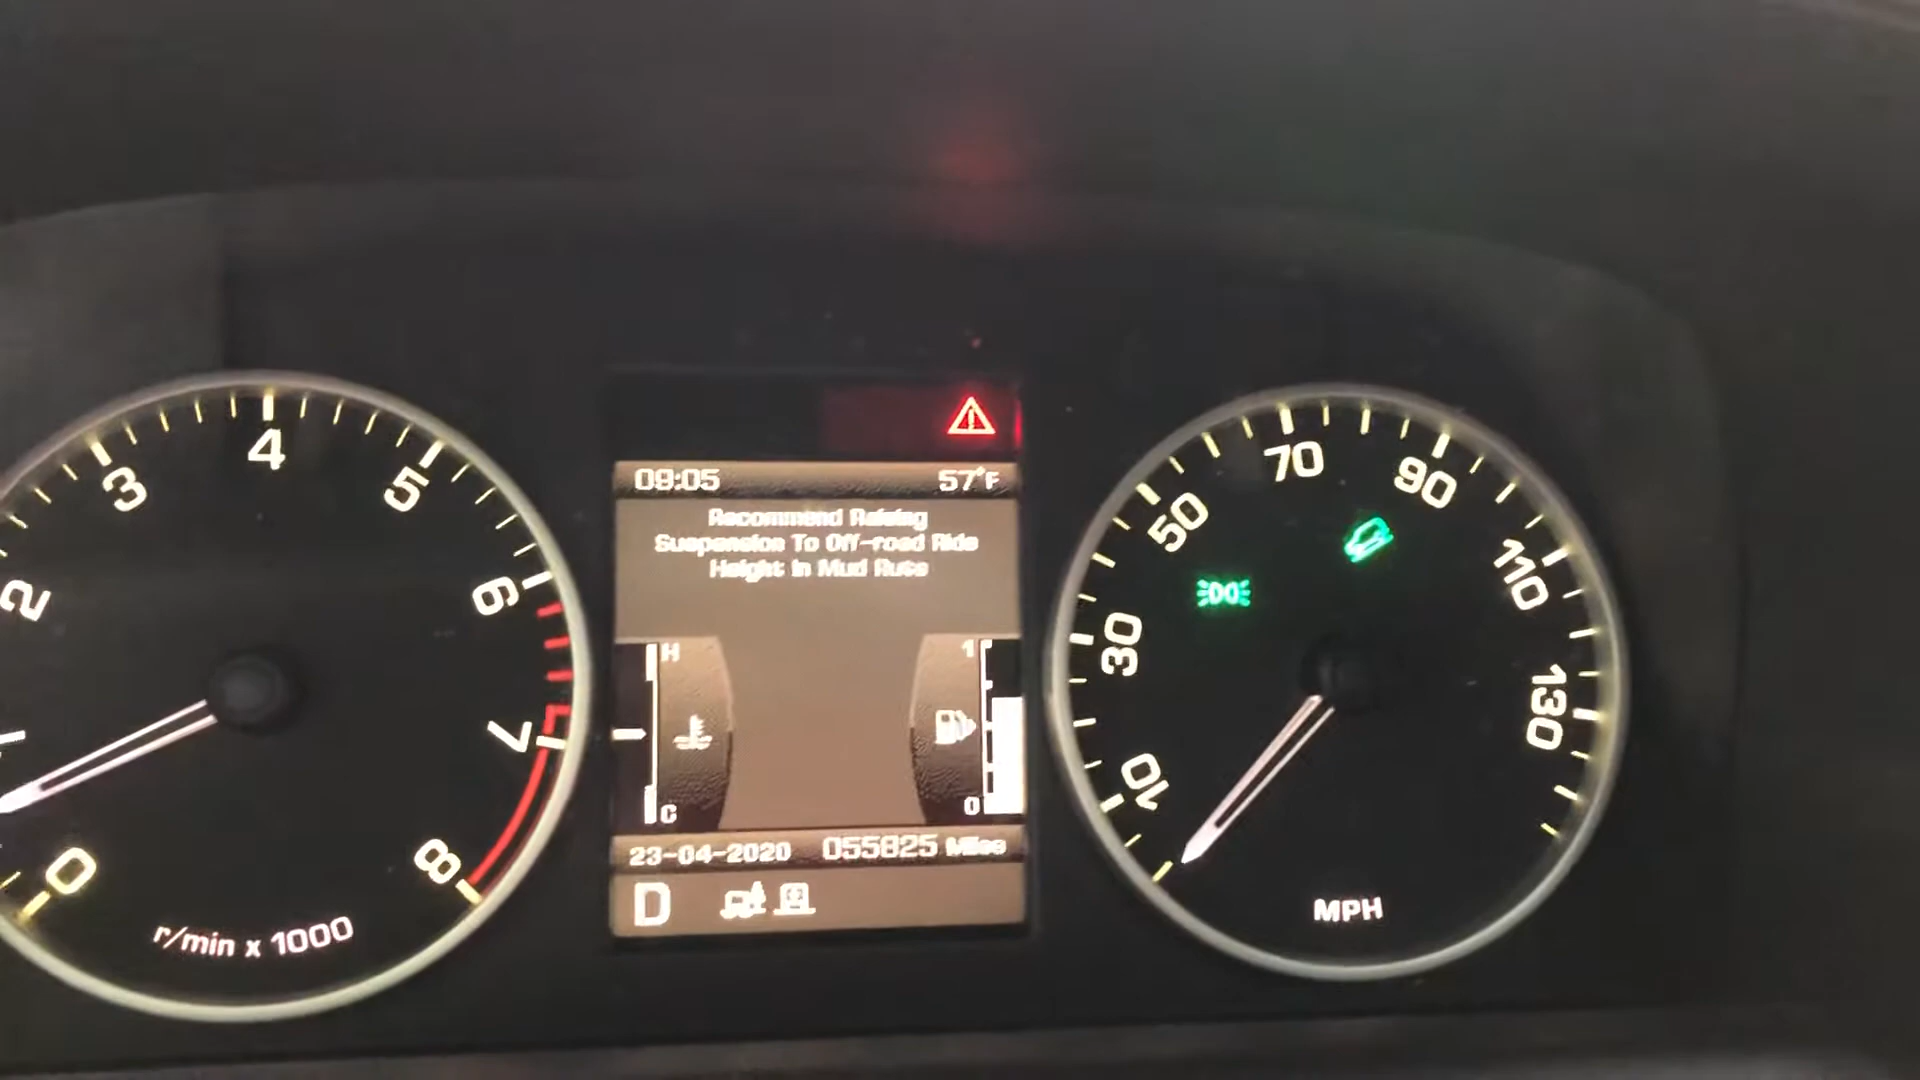 09:05 57°F
Recommend Raising
Suspension To Off-road Ride
Height In Mud Ruts
H
C
1
0
23-04-2020 055825 Miles
D
0
2
3
4
5
6
7
8
r/min x 1000
10
30
50
70
90
110
130
MPH